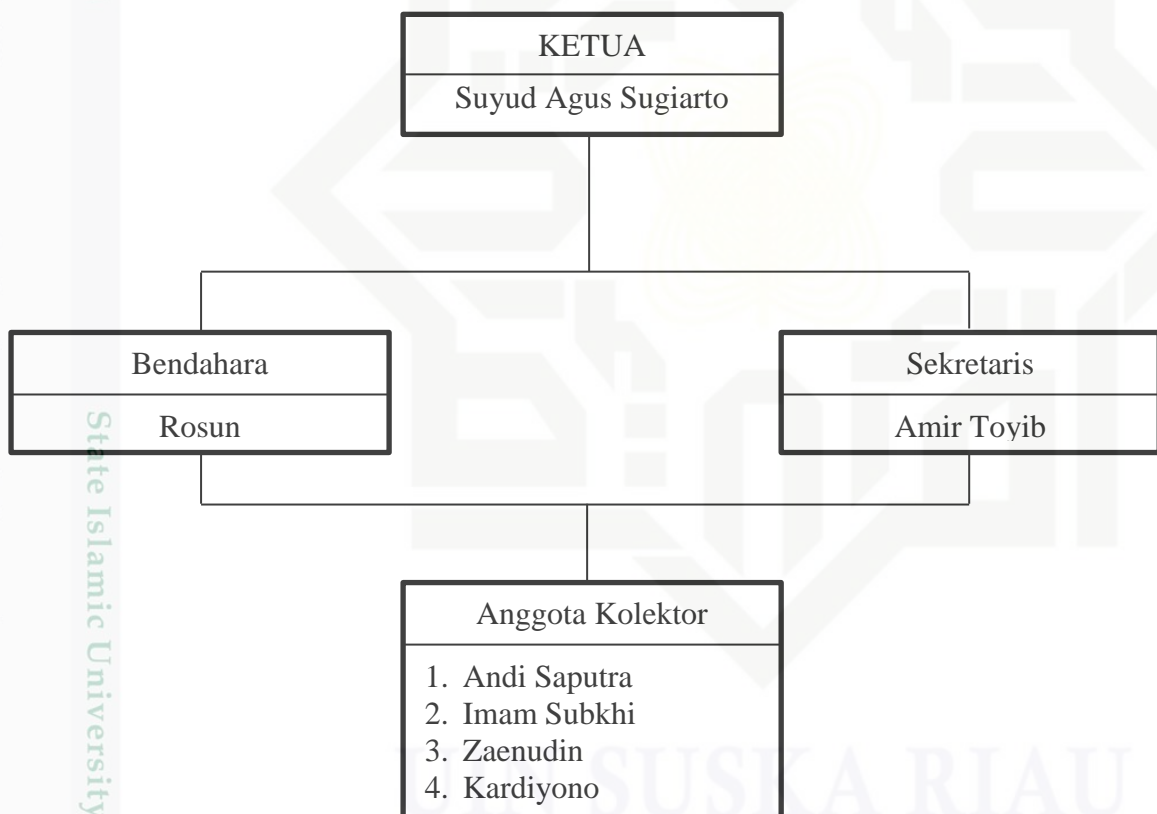 KETUA
Suyud Agus Sugiarto
Bendahara
Rosun
Sekretaris
Amir Toyib
Anggota Kolektor
1. Andi Saputra
2. Imam Subkhi
3. Zaenudin
4. Kardiyono
State Islamic University
UIN SUSKA RIAU